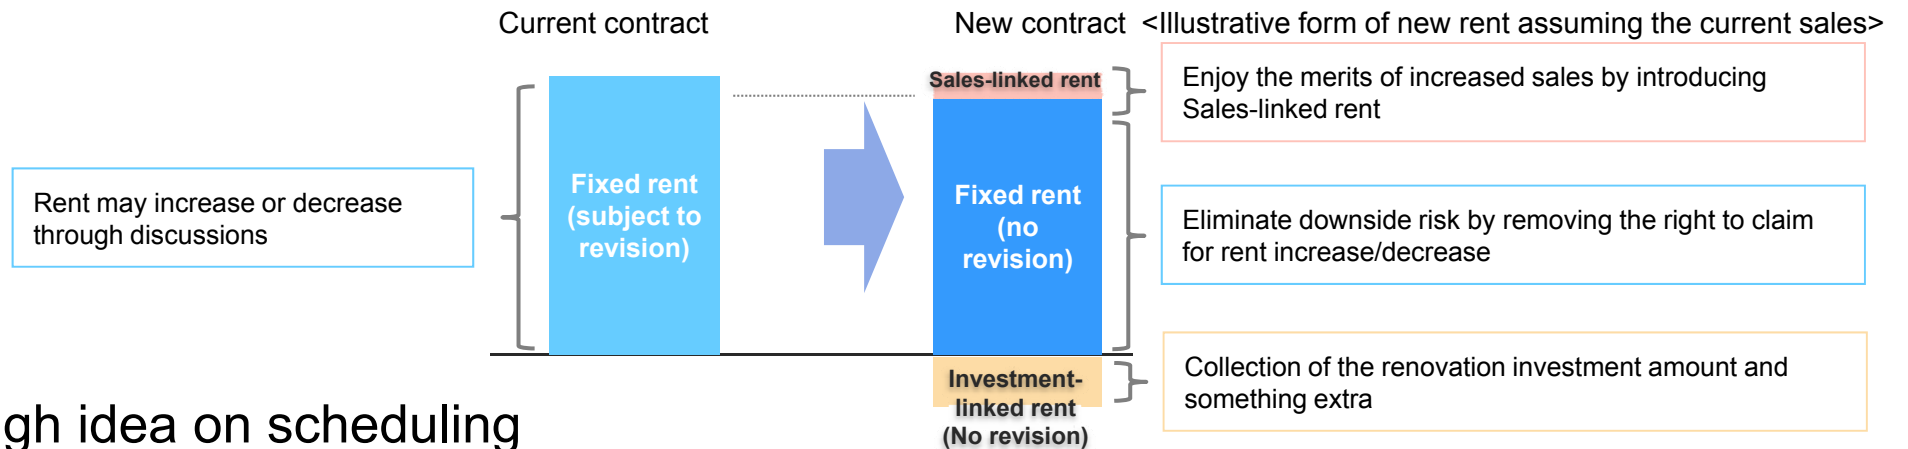 Current contract
New contract <Illustrative form of new rent assuming the current sales>
Rent may increase or decrease
through discussions
Fixed rent
(subject to
revision)
Sales-linked rent
Fixed rent
(no
revision)
Investment-
linked rent
(No revision)
Enjoy the merits of increased sales by introducing
Sales-linked rent
Eliminate downside risk by removing the right to claim
for rent increase/decrease
Collection of the renovation investment amount and
something extra
gh idea on scheduling